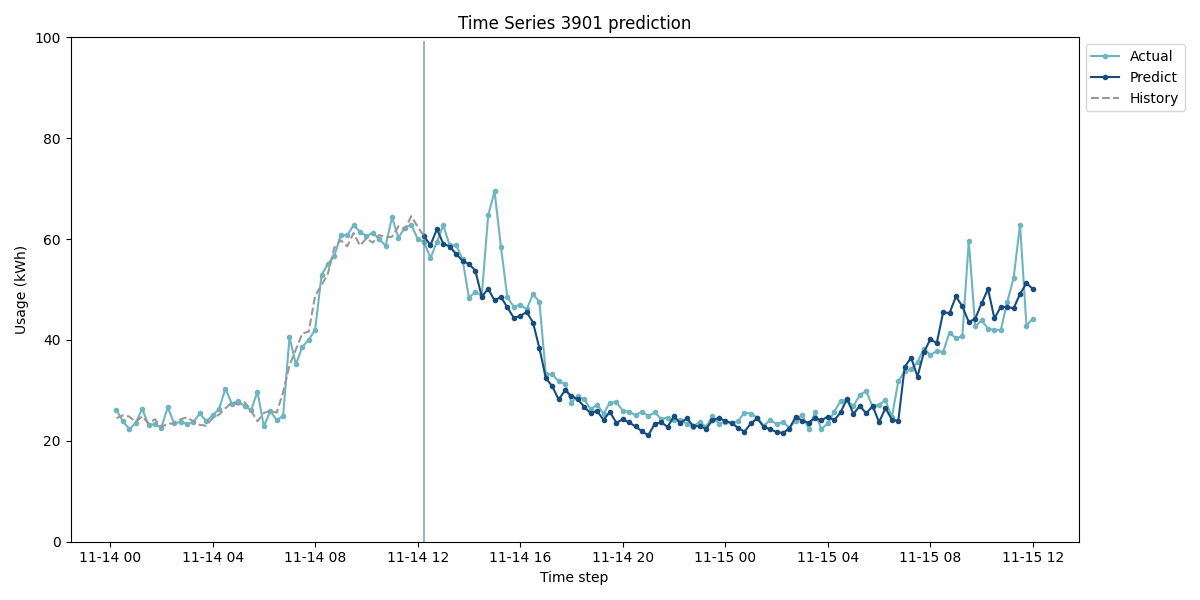 Time Series 3901 prediction
Actual
Predict
History
Usage (kWh)
100
80
60
40
20
0
11-14 00 11-14 04 11-14 08 11-14 12 11-14 16 11-14 20 11-15 00 11-15 04 11-15 08 11-15 12
Time step